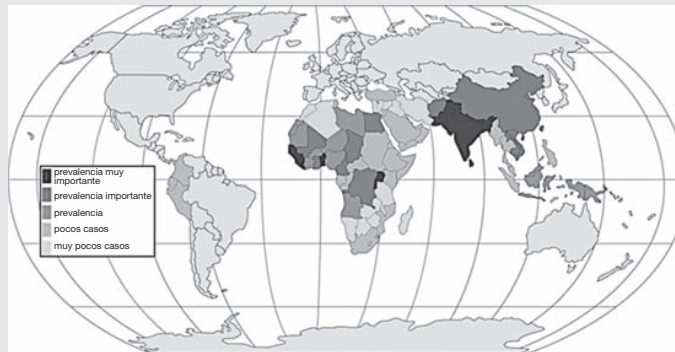 prevalencia muy
importante
prevalencia importante
prevalencia
pocos casos
muy pocos casos